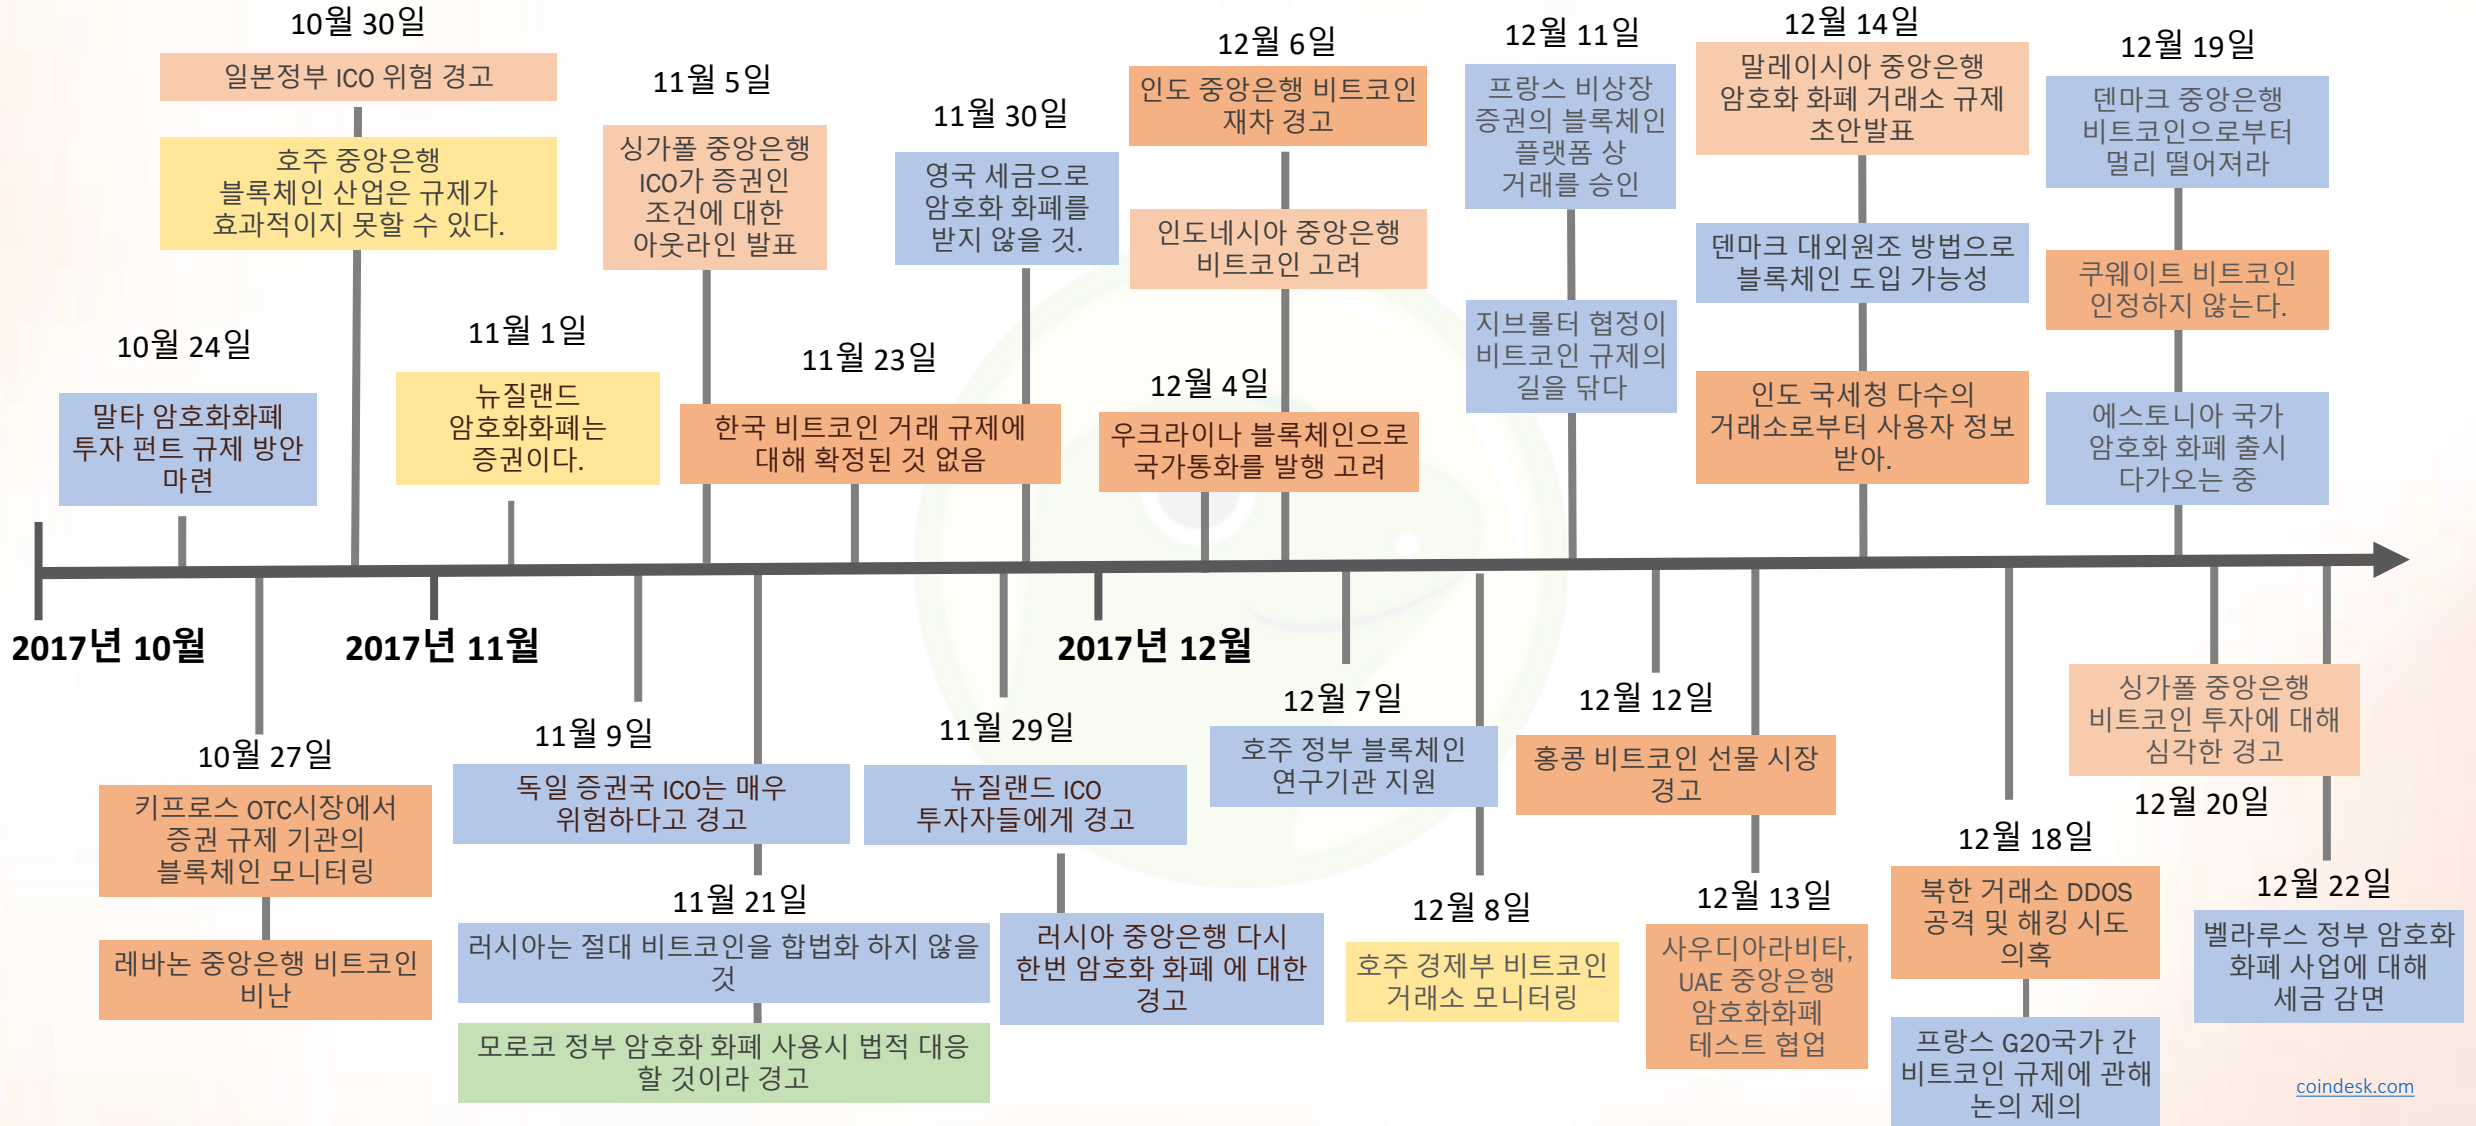 10월 30일
일본정부 ICO 위험 경고
호주 중앙은행
블록체인 산업은 규제가
효과적이지 못할 수 있다.
10월 24일
말타 암호화화폐
투자 펀트 규제 방안
마련
11월 1일
뉴질랜드
암호화화폐는
증권이다.
11월 5일
싱가폴 중앙은행
ICO가 증권인
조건에 대한
아웃라인 발표
11월 23일
한국 비트코인 거래 규제에
대해 확정된 것 없음
11월 30일
영국 세금으로
암호화 화폐를
받지 않을 것.
12월 6일
인도 중앙은행 비트코인
재차 경고
인도네시아 중앙은행
비트코인 고려
12월 4일
우크라이나 블록체인으로
국가통화를 발행 고려
12월 11일
프랑스 비상장
증권의 블록체인
플랫폼 상
거래를 승인
지브롤터 협정이
비트코인 규제의
길을 닦다
12월 14일
말레이시아 중앙은행
암호화 화폐 거래소 규제
초안발표
덴마크 대외원조 방법으로
블록체인 도입 가능성
인도 국세청 다수의
거래소로부터 사용자 정보
받아.
12월 19일
덴마크 중앙은행
비트코인으로부터
멀리 떨어져라
쿠웨이트 비트코인
인정하지 않는다.
에스토니아 국가
암호화 화폐 출시
다가오는 중
2017년 10월
2017년 11월
2017년 12월
10월 27일
키프로스 OTC시장에서
증권 규제 기관의
블록체인 모니터링
레바논 중앙은행 비트코인
비난
11월 9일
독일 증권국 ICO는 매우
위험하다고 경고
11월 21일
러시아는 절대 비트코인을 합법화 하지 않을
것
모로코 정부 암호화 화폐 사용시 법적 대응
할 것이라 경고
11월 29일
뉴질랜드 ICO
투자자들에게 경고
러시아 중앙은행 다시
한번 암호화 화폐 에 대한
경고
12월 7일
호주 정부 블록체인
연구기관 지원
12월 8일
호주 경제부 비트코인
거래소 모니터링
12월 12일
홍콩 비트코인 선물 시장
경고
12월 13일
사우디아라비타,
UAE 중앙은행
암호화화폐
테스트 협업
12월 18일
북한 거래소 DDOS
공격 및 해킹 시도
의혹
프랑스 G20국가 간
비트코인 규제에 관해
논의 제의
싱가폴 중앙은행
비트코인 투자에 대해
심각한 경고
12월 20일
12월 22일
벨라루스 정부 암호화
화폐 사업에 대해
세금 감면
coindesk.com